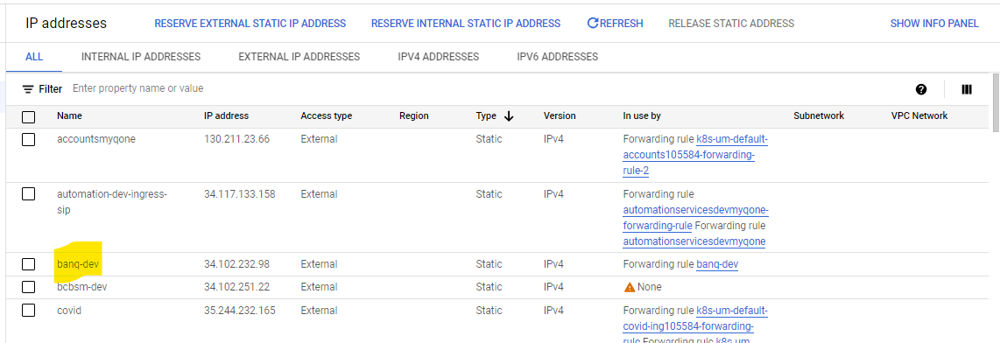 IP addresses RESERVE EXTERNAL STATIC IP ADDRESS RESERVE INTERNAL STATIC IP ADDRESS REFRESH RELEASE STATIC ADDRESS SHOW INFO PANEL
ALL INTERNAL IP ADDRESSES EXTERNAL IP ADDRESSES IPV4 ADDRESSES IPV6 ADDRESSES
Filter Enter property name or value
Name IP address Access type Region Type Version In use by Subnetwork VPC Network
accountsmyqone 130.211.23.66 External Static IPv4 Forwarding rule k8s-um-default-
accounts105584-forwarding-
rule-2
automation-dev-ingress- 34.117.133.158 External Static IPv4 Forwarding rule
sip automationservicesdevmyqone-
forwarding-rule Forwarding rule
automationservicesdevmyqone
banq-dev 34.102.232.98 External Static IPv4 Forwarding rule banq-dev
bcbsm-dev 34.102.251.22 External Static IPv4 None
covid 35.244.232.165 External Static IPv4 Forwarding rule k8s-um-default-
covid-ing105584-forwarding-
rule Forwarding rule k8s-um-